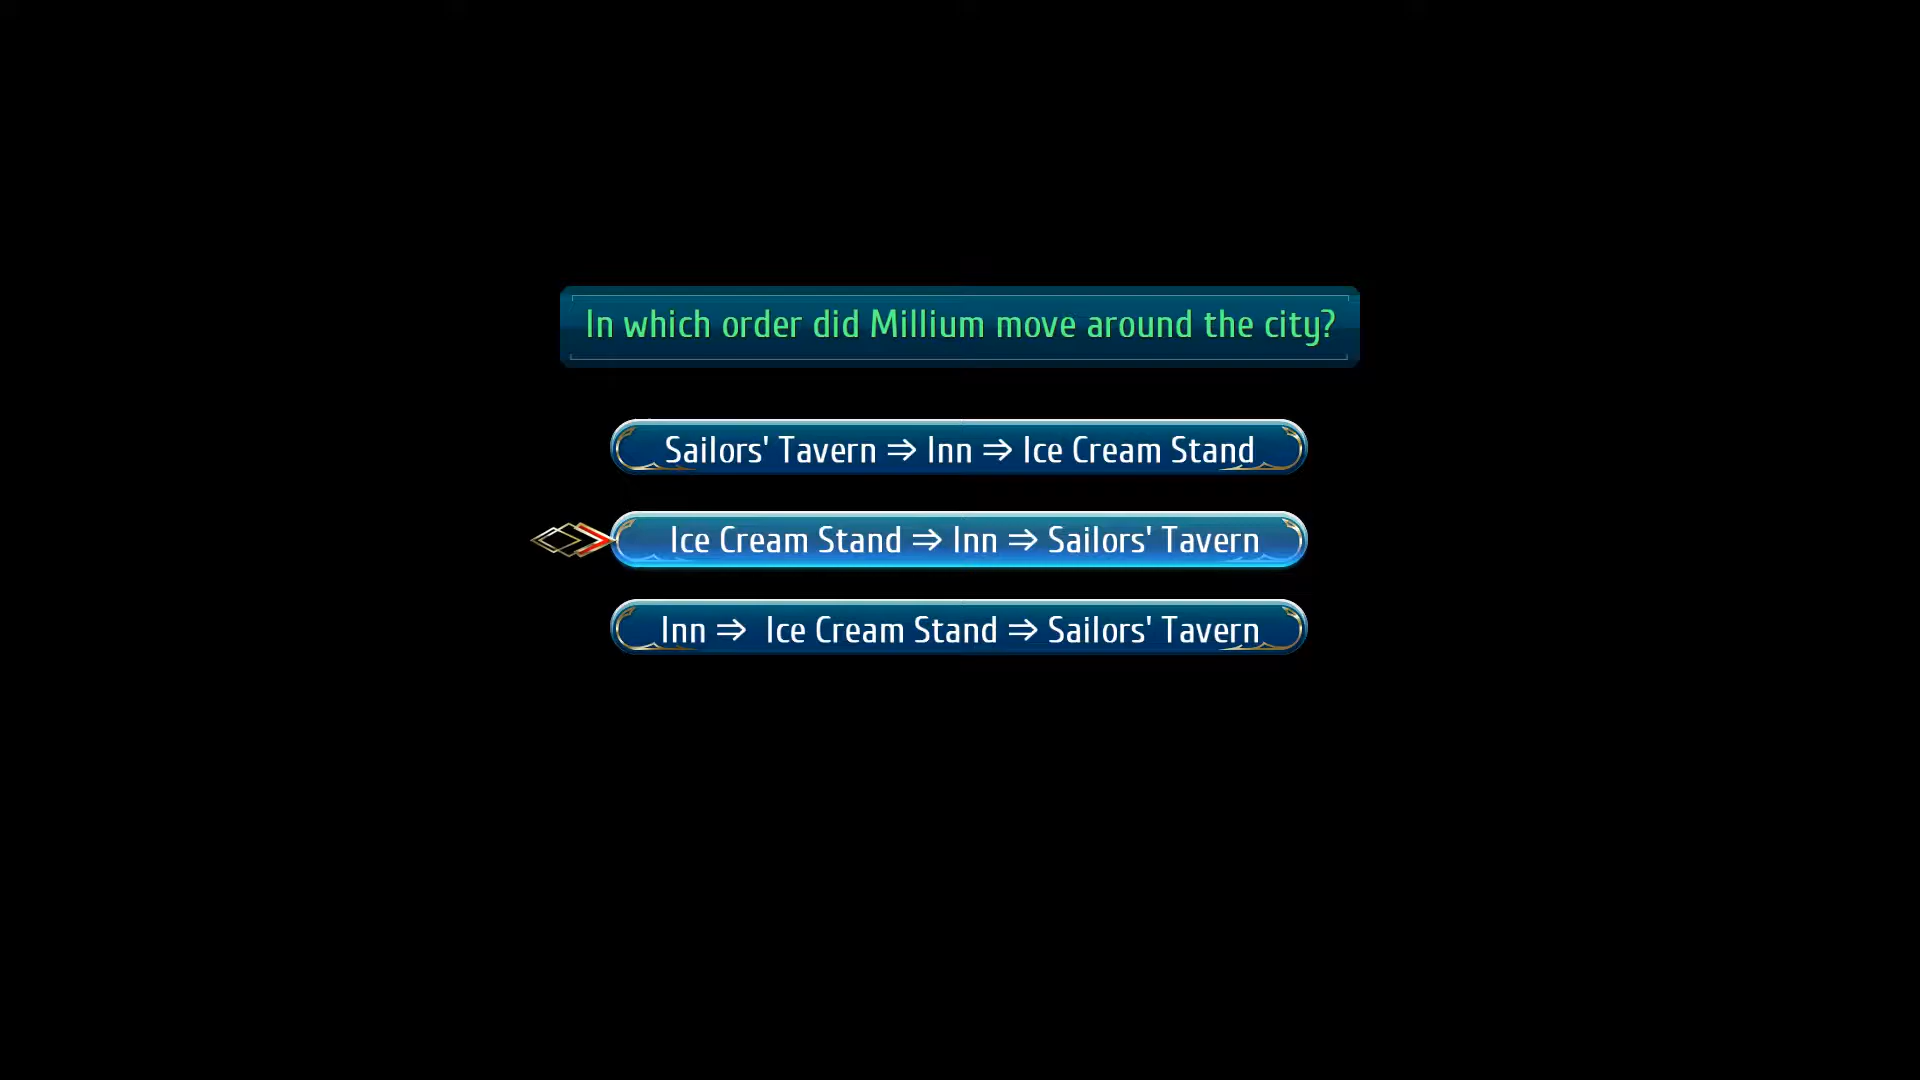 In which order did Millium move around the city?
Sailors' Tavern ⇒ Inn ⇒ Ice Cream Stand
Ice Cream Stand ⇒ Inn ⇒ Sailors' Tavern
Inn ⇒ Ice Cream Stand ⇒ Sailors' Tavern